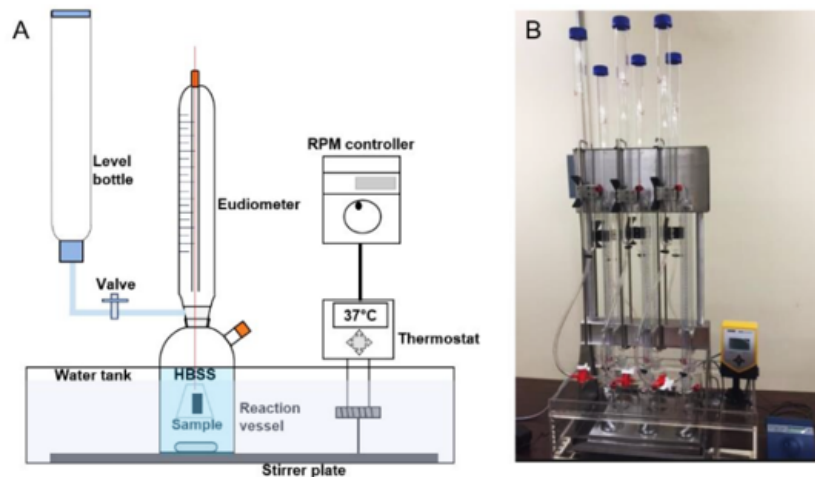 A
B
Level
bottle
Eudiometer
RPM controller
Valve
37°C
Thermostat
Water tank
HBSS
Sample
Reaction
vessel
Stirrer plate